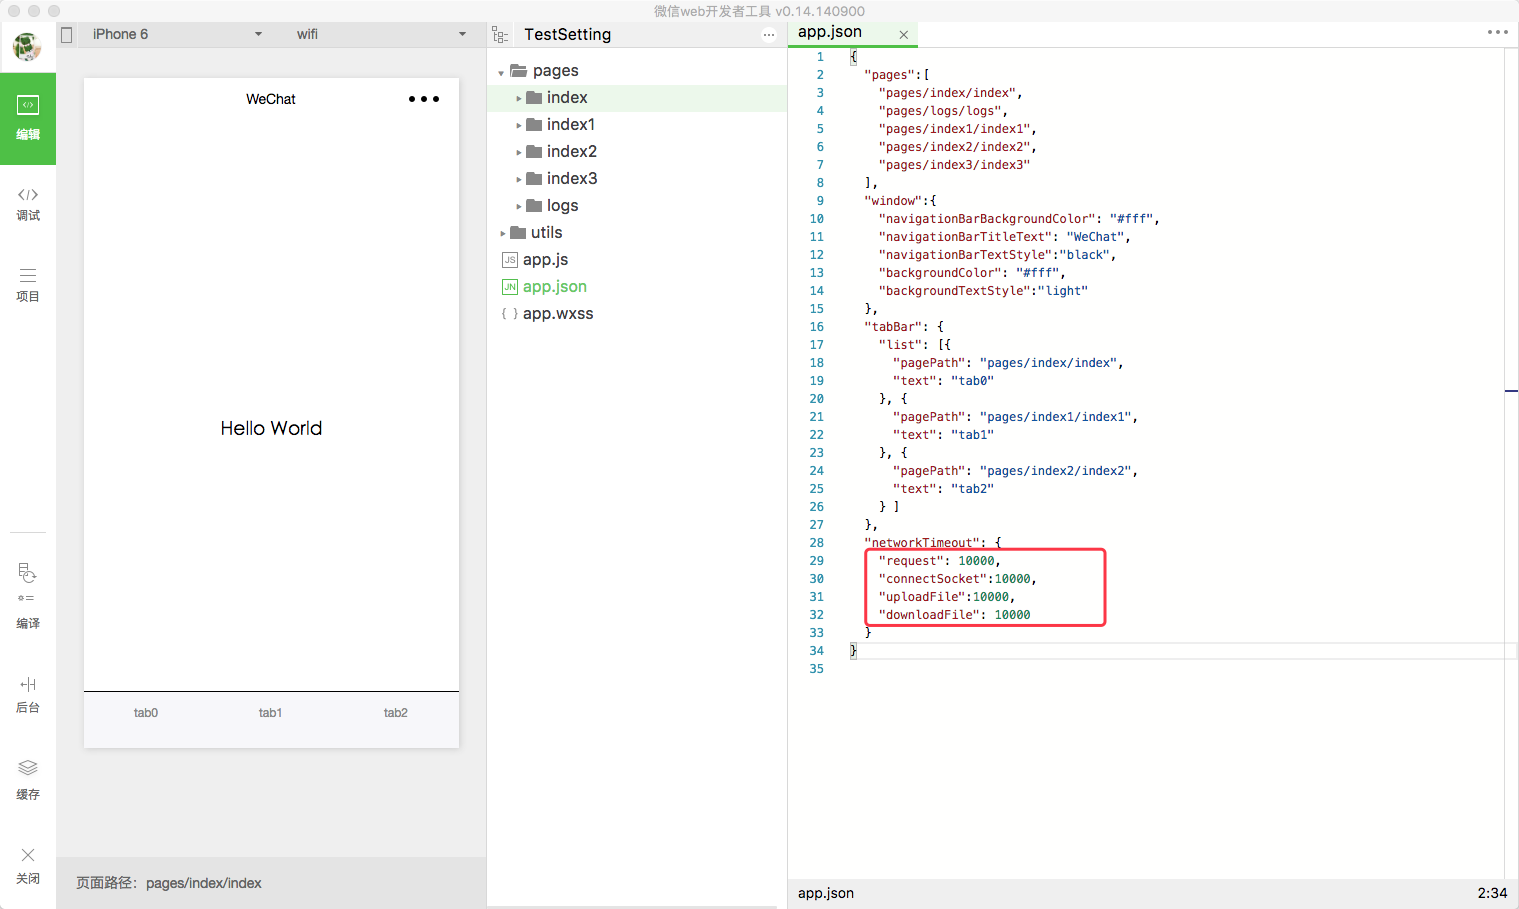 微信web开发者工具 v0.14.140900
iPhone 6
wifi
编辑
调试
项目
编译
后台
缓存
关闭
WeChat
Hello World
tab0
tab1
tab2
页面路径: pages/index/index
TestSetting
pages
index
index1
index2
index3
logs
utils
JS app.js
JN app.json
{ } app.wxss
app.json
1 {
2 "pages":[
3 "pages/index/index",
4 "pages/logs/logs",
5 "pages/index1/index1",
6 "pages/index2/index2",
7 "pages/index3/index3"
8 ],
9 "window":{
10 "navigationBarBackgroundColor": "#fff",
11 "navigationBarTitleText": "WeChat",
12 "navigationBarTextStyle":"black",
13 "backgroundColor": "#fff",
14 "backgroundTextStyle":"light"
15 },
16 "tabBar": {
17 "list": [{
18 "pagePath": "pages/index/index",
19 "text": "tab0"
20 }, {
21 "pagePath": "pages/index1/index1",
22 "text": "tab1"
23 }, {
24 "pagePath": "pages/index2/index2",
25 "text": "tab2"
26 } ]
27 },
28 "networkTimeout": {
29 "request": 10000,
30 "connectSocket":10000,
31 "uploadFile":10000,
32 "downloadFile": 10000
33 }
34 }
35
app.json
2:34